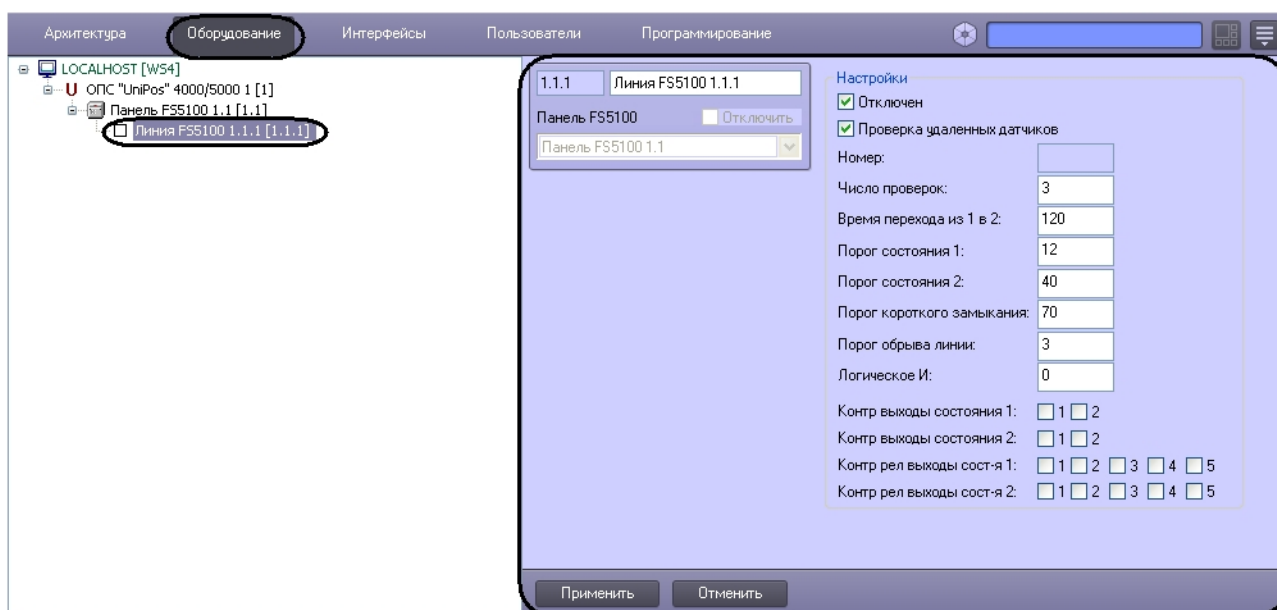 Архитектура Оборудование Интерфейсы Пользователи Программирование
LOCALHOST [WS4]
U ОПС "UniPos" 4000/5000 1 [1]
Панель FS5100 1.1 [1.1]
Линия FS5100 1.1.1 [1.1.1]
1.1.1 Линия FS5100 1.1.1
Панель FS5100 Отключить
Панель FS5100 1.1
Настройки
Отключен
Проверка удаленных датчиков
Номер:
Число проверок: 3
Время перехода из 1 в 2: 120
Порог состояния 1: 12
Порог состояния 2: 40
Порог короткого замыкания: 70
Порог обрыва линии: 3
Логическое И: 0
Контр выходы состояния 1: 1 2
Контр выходы состояния 2: 1 2
Контр рел выходы сост-я 1: 1 2 3 4 5
Контр рел выходы сост-я 2: 1 2 3 4 5
Применить Отменить